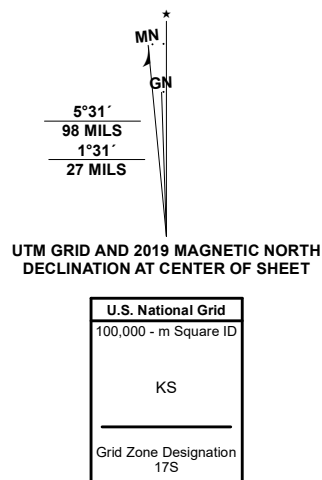 MN
GN
5°31´
98 MILS
1°31´
27 MILS
UTM GRID AND 2019 MAGNETIC NORTH
DECLINATION AT CENTER OF SHEET
U.S. National Grid
100,000 - m Square ID
KS
Grid Zone Designation
17S